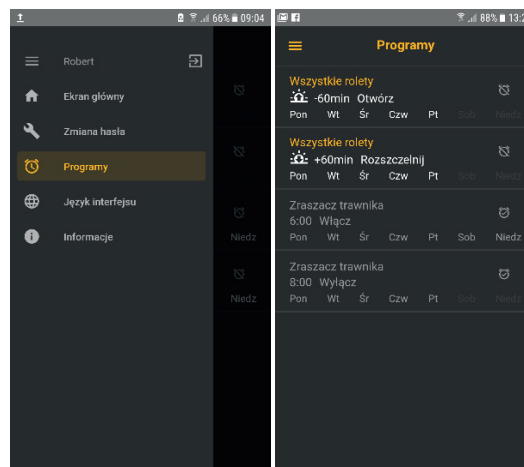 66% 09:04
Robert
Ekran główny
Zmiana hasła
Programy
Język interfejsu
Informacje
Niedz
Niedz
88% 13:2
Programy
Wszystkie rolety
-60min Otwórz
Pon Wt Śr Czw Pt Sob Niedz
Wszystkie rolety
+60min Rozszczelnij
Pon Wt Śr Czw Pt Sob Niedz
Zraszacz trawnika
6:00 Włącz
Pon Wt Śr Czw Pt Sob Niedz
Zraszacz trawnika
8:00 Wyłącz
Pon Wt Śr Czw Pt Sob Niedz